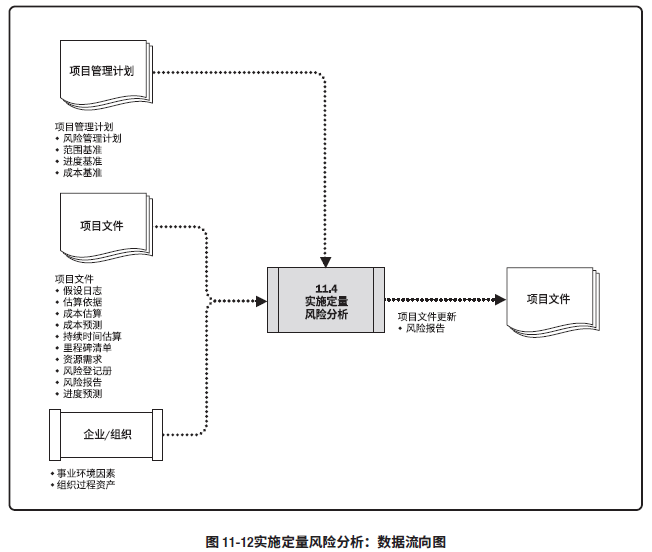 项目管理计划
项目管理计划
• 风险管理计划
• 范围基准
• 进度基准
• 成本基准
项目文件
项目文件
• 假设日志
• 估算依据
• 成本估算
• 成本预测
• 持续时间估算
• 里程碑清单
• 资源需求
• 风险登记册
• 风险报告
• 进度预测
企业/组织
• 事业环境因素
• 组织过程资产
11.4
实施定量
风险分析
项目文件更新
• 风险报告
项目文件
图 11-12实施定量风险分析：数据流向图